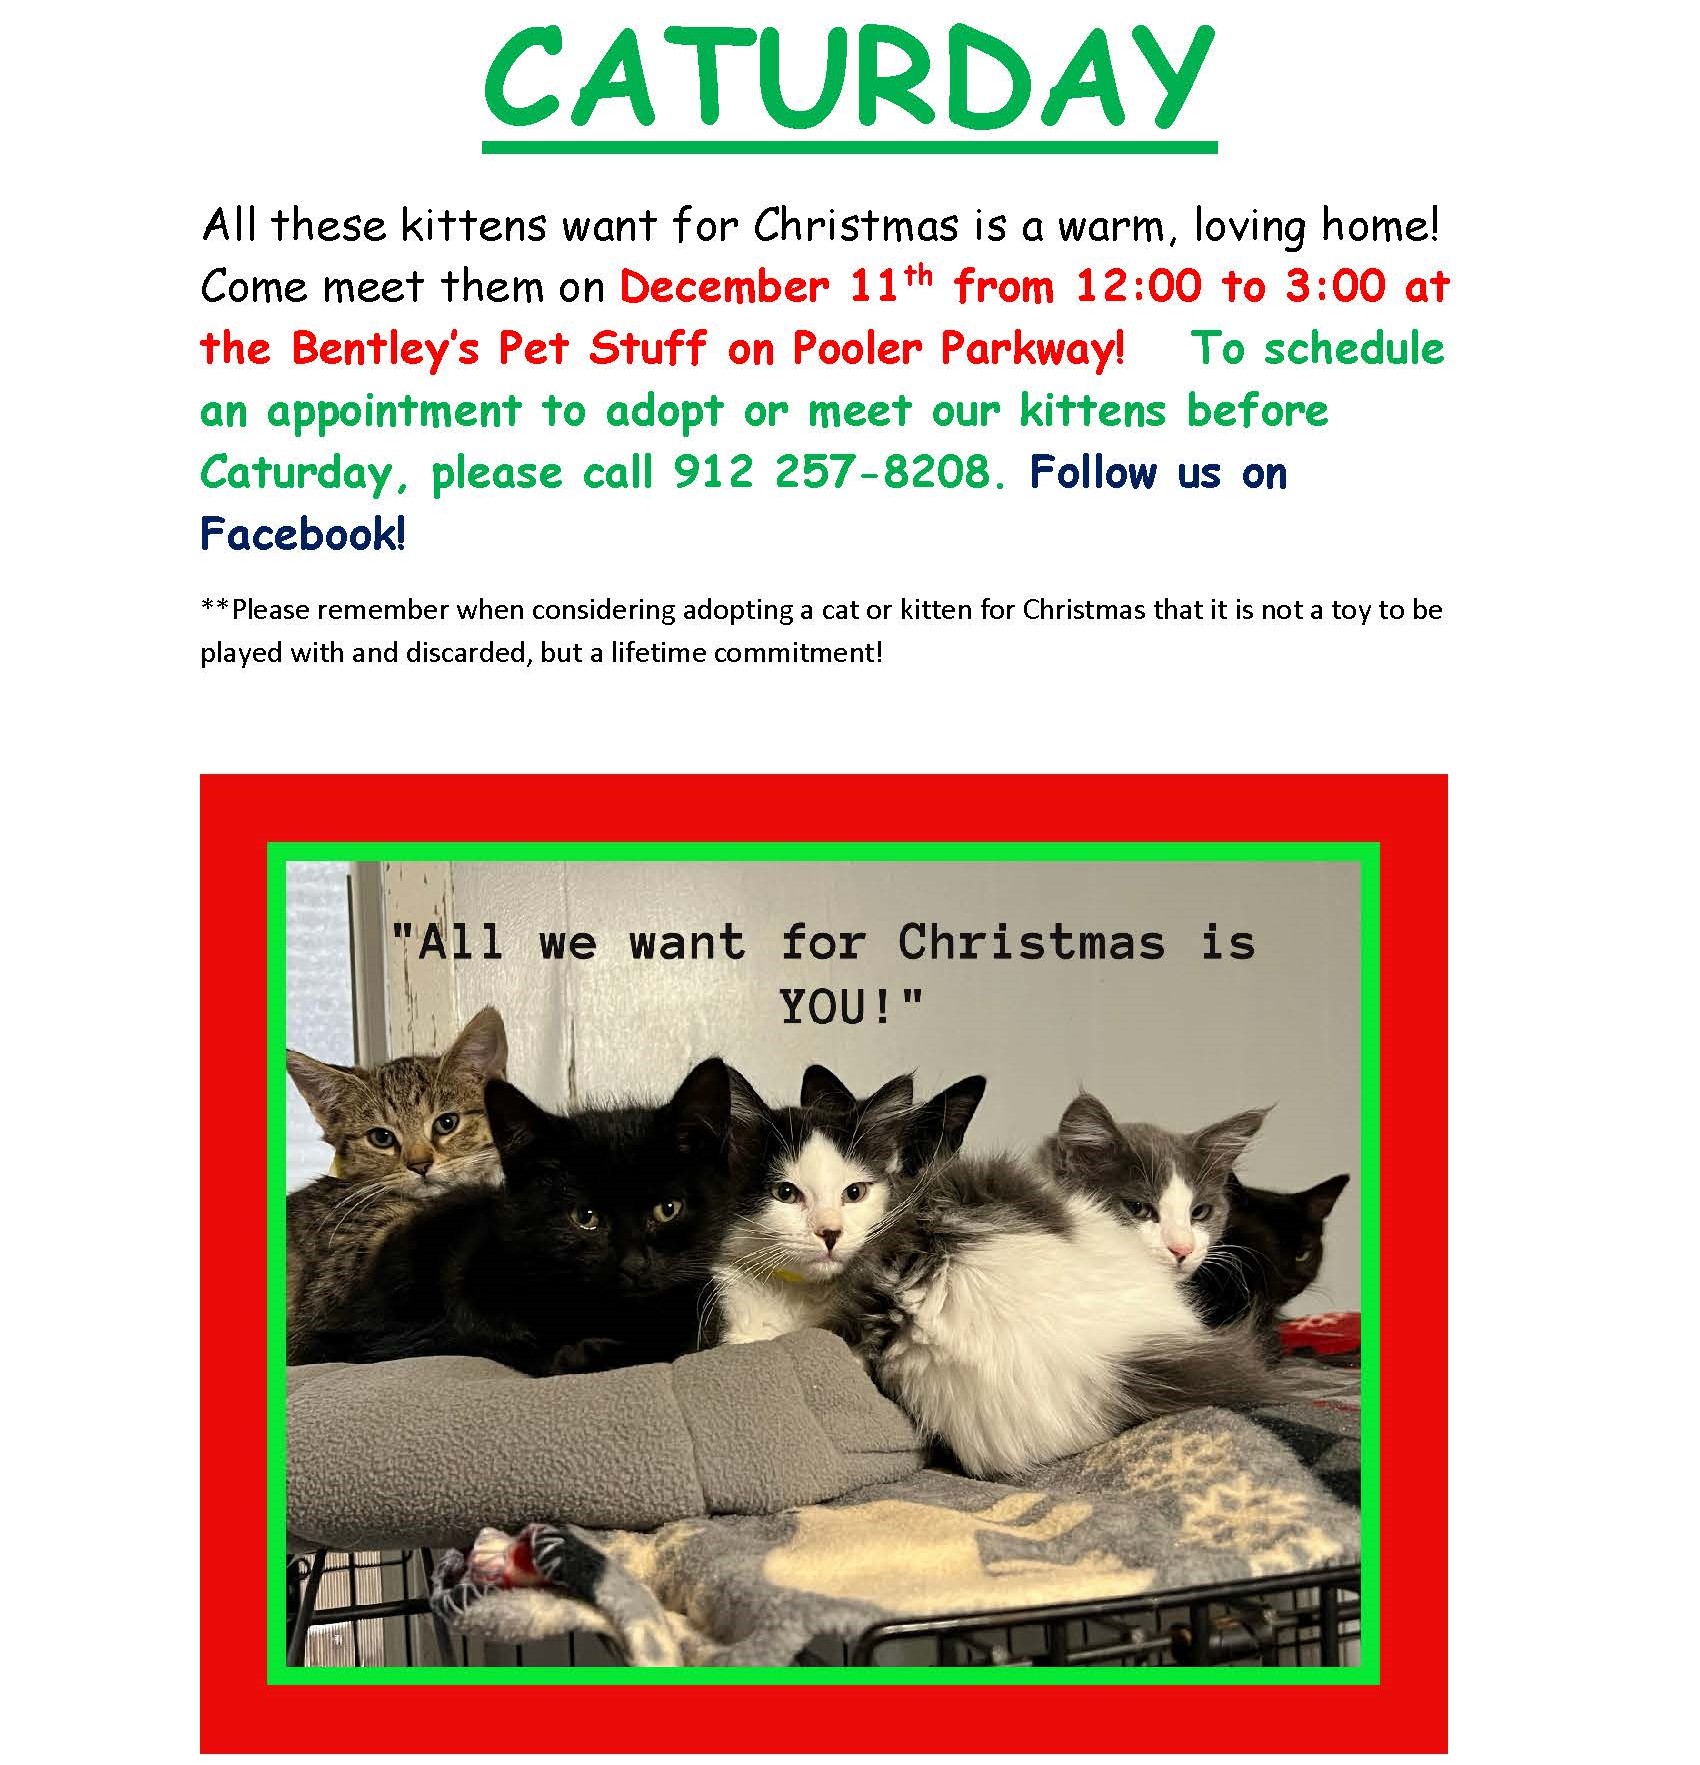 CATURDAY
All these kittens want for Christmas is a warm, loving home!
Come meet them on December 11th from 12:00 to 3:00 at
the Bentley's Pet Stuff on Pooler Parkway! To schedule
an appointment to adopt or meet our kittens before
Caturday, please call 912 257-8208. Follow us on
Facebook!
**Please remember when considering adopting a cat or kitten for Christmas that it is not a toy to be
played with and discarded, but a lifetime commitment!
"All we want for Christmas is
YOU!"